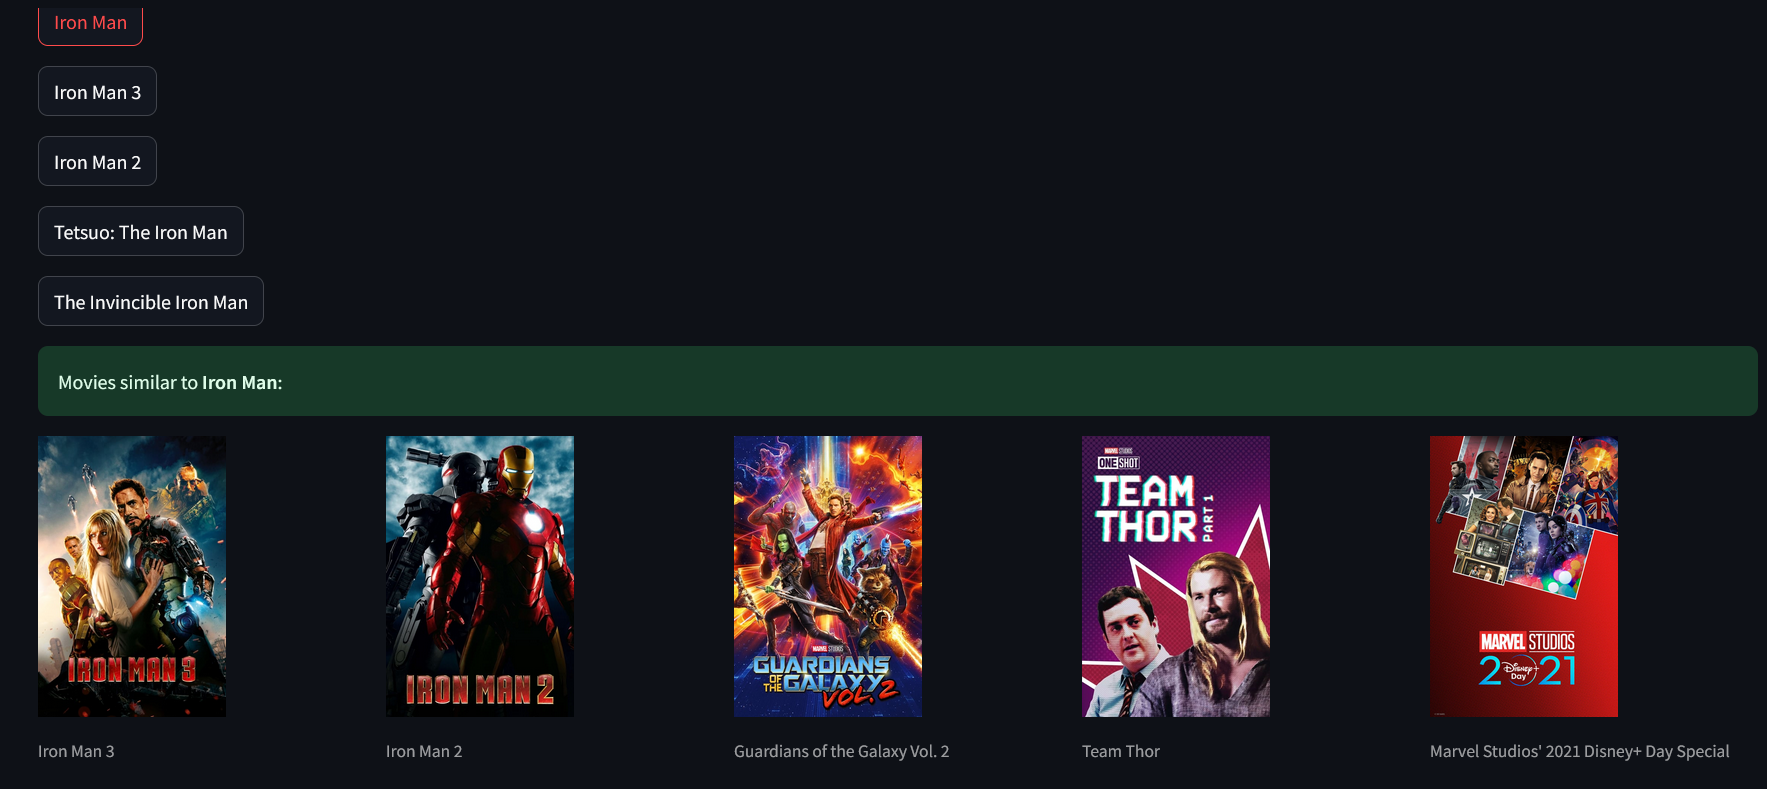 Iron Man
Iron Man 3
Iron Man 2
Tetsuo: The Iron Man
The Invincible Iron Man
Movies similar to Iron Man:
IRON MAN 3
IRON MAN 2
MARVEL STUDIOS
GUARDIANS
OF THE GALAXY
VOL. 2
MARVEL STUDIOS
ONE SHOT
TEAM
THOR
PART 1
MARVEL STUDIOS
2021
Disney+
Day
Iron Man 3
Iron Man 2
Guardians of the Galaxy Vol. 2
Team Thor
Marvel Studios' 2021 Disney+ Day Special